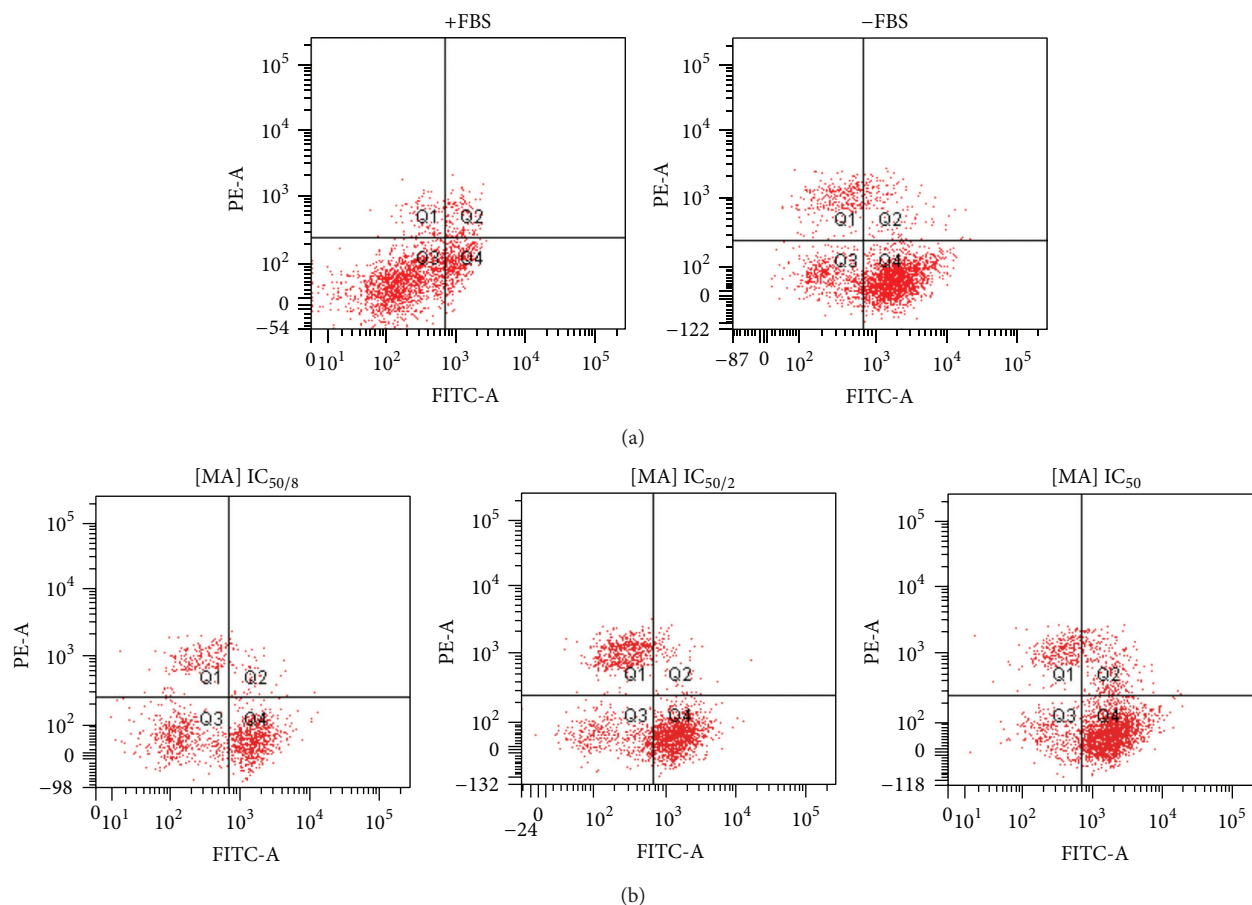 +FBS
−FBS
PE-A
10^5
10^4
10^3
10^2
0
−54
Q1
Q2
Q3
Q4
0 10^1 10^2 10^3 10^4 10^5
FITC-A
PE-A
10^5
10^4
10^3
10^2
0
−122
Q1
Q2
Q3
Q4
−87 0 10^2 10^3 10^4 10^5
FITC-A
(a)
[MA] IC_{50/8}
[MA] IC_{50/2}
[MA] IC_{50}
PE-A
10^5
10^4
10^3
10^2
0
−98
Q1
Q2
Q3
Q4
0 10^1 10^2 10^3 10^4 10^5
FITC-A
PE-A
10^5
10^4
10^3
10^2
0
−132
Q1
Q2
Q3
Q4
−24 0 10^2 10^3 10^4 10^5
FITC-A
PE-A
10^5
10^4
10^3
10^2
0
−118
Q1
Q2
Q3
Q4
0 10^1 10^2 10^3 10^4 10^5
FITC-A
(b)